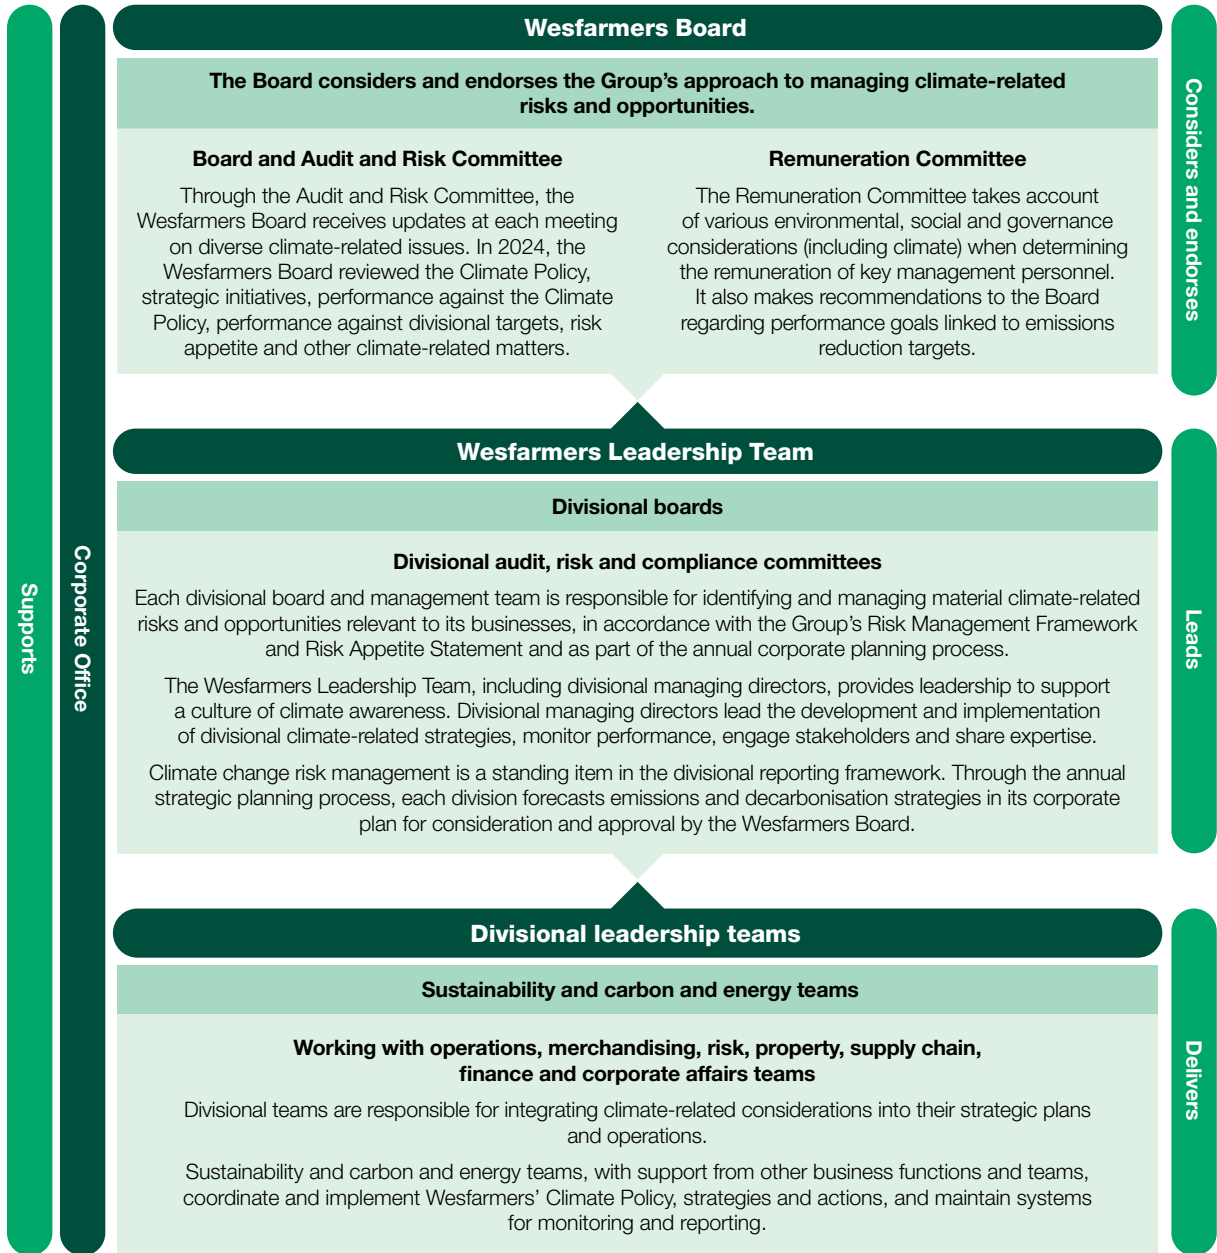 Supports
Corporate Office
Wesfarmers Board
The Board considers and endorses the Group’s approach to managing climate-related
risks and opportunities.
Board and Audit and Risk Committee
Through the Audit and Risk Committee, the
Wesfarmers Board receives updates at each meeting
on diverse climate-related issues. In 2024, the
Wesfarmers Board reviewed the Climate Policy,
strategic initiatives, performance against the Climate
Policy, performance against divisional targets, risk
appetite and other climate-related matters.
Remuneration Committee
The Remuneration Committee takes account
of various environmental, social and governance
considerations (including climate) when determining
the remuneration of key management personnel.
It also makes recommendations to the Board
regarding performance goals linked to emissions
reduction targets.
Considers and endorses
Wesfarmers Leadership Team
Divisional boards
Divisional audit, risk and compliance committees
Each divisional board and management team is responsible for identifying and managing material climate-related
risks and opportunities relevant to its businesses, in accordance with the Group’s Risk Management Framework
and Risk Appetite Statement and as part of the annual corporate planning process.
The Wesfarmers Leadership Team, including divisional managing directors, provides leadership to support
a culture of climate awareness. Divisional managing directors lead the development and implementation
of divisional climate-related strategies, monitor performance, engage stakeholders and share expertise.
Climate change risk management is a standing item in the divisional reporting framework. Through the annual
strategic planning process, each division forecasts emissions and decarbonisation strategies in its corporate
plan for consideration and approval by the Wesfarmers Board.
Leads
Divisional leadership teams
Sustainability and carbon and energy teams
Working with operations, merchandising, risk, property, supply chain,
finance and corporate affairs teams
Divisional teams are responsible for integrating climate-related considerations into their strategic plans
and operations.
Sustainability and carbon and energy teams, with support from other business functions and teams,
coordinate and implement Wesfarmers’ Climate Policy, strategies and actions, and maintain systems
for monitoring and reporting.
Delivers